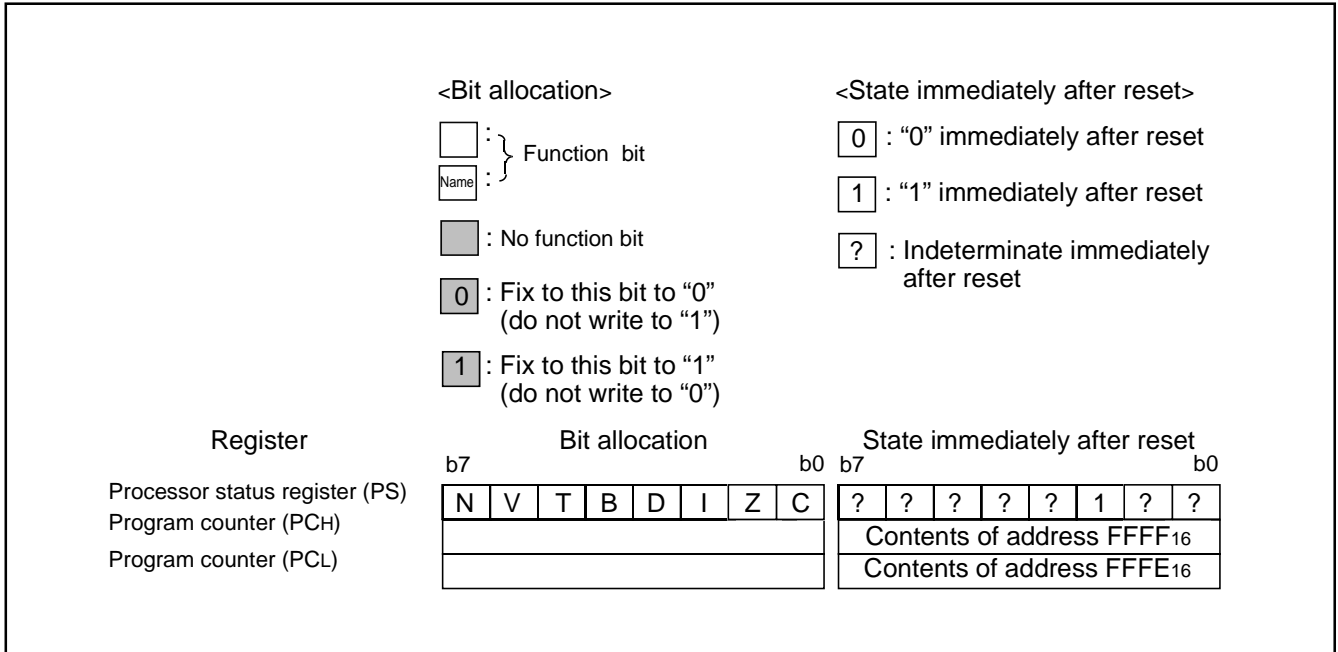 <Bit allocation>
:
Name :
Function bit
: No function bit
0 : Fix to this bit to “0”
(do not write to “1”)
1 : Fix to this bit to “1”
(do not write to “0”)
<State immediately after reset>
0 : “0” immediately after reset
1 : “1” immediately after reset
? : Indeterminate immediately
after reset
Register Bit allocation State immediately after reset
b7 b0 b7 b0
Processor status register (PS) N V T B D I Z C ? ? ? ? ? 1 ? ?
Program counter (PCH) Contents of address FFFF16
Program counter (PCL) Contents of address FFFE16